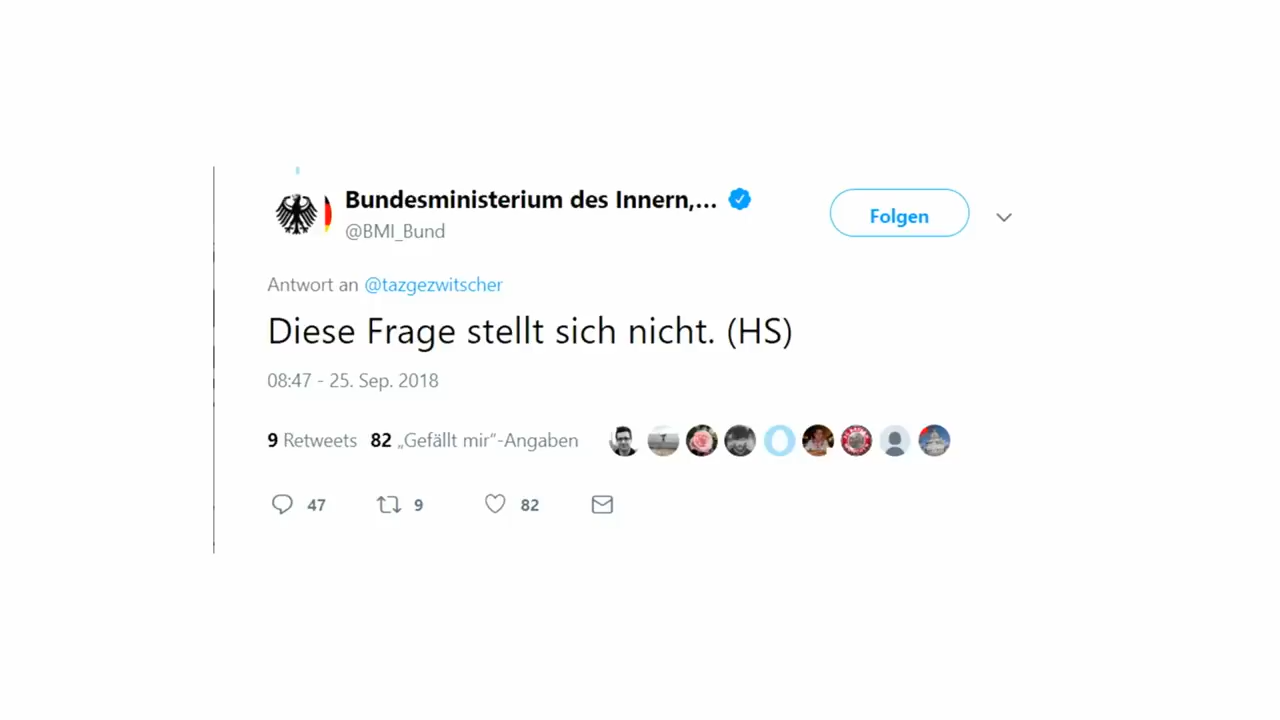 Bundesministerium des Innern,...
@BMI_Bund
Folgen
Antwort an @tazgezwitscher
Diese Frage stellt sich nicht. (HS)
08:47 - 25. Sep. 2018
9 Retweets 82 „Gefällt mir“-Angaben
47 9 82